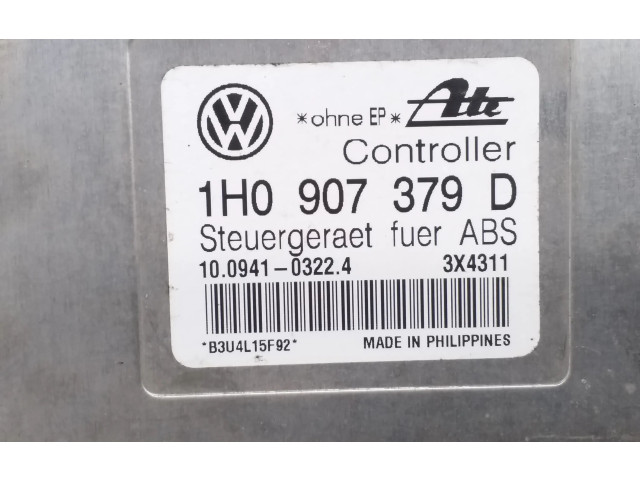 VW *ohne EP* Ate
Controller
1H0 907 379 D
Steuergeraet fuer ABS
10.0941-0322.4 3X4311
*B3U4L15F92* MADE IN PHILIPPINES